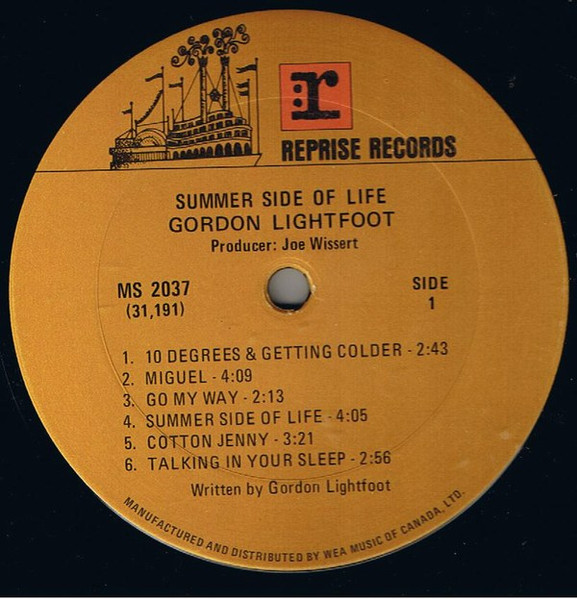 r
REPRISE RECORDS
SUMMER SIDE OF LIFE
GORDON LIGHTFOOT
Producer: Joe Wissert
MS 2037
(31,191)
SIDE
1
1. 10 DEGREES & GETTING COLDER - 2:43
2. MIGUEL - 4:09
3. GO MY WAY - 2:13
4. SUMMER SIDE OF LIFE - 4:05
5. COTTON JENNY - 3:21
6. TALKING IN YOUR SLEEP - 2:56
Written by Gordon Lightfoot
MANUFACTURED AND DISTRIBUTED BY WEA MUSIC OF CANADA, LTD.